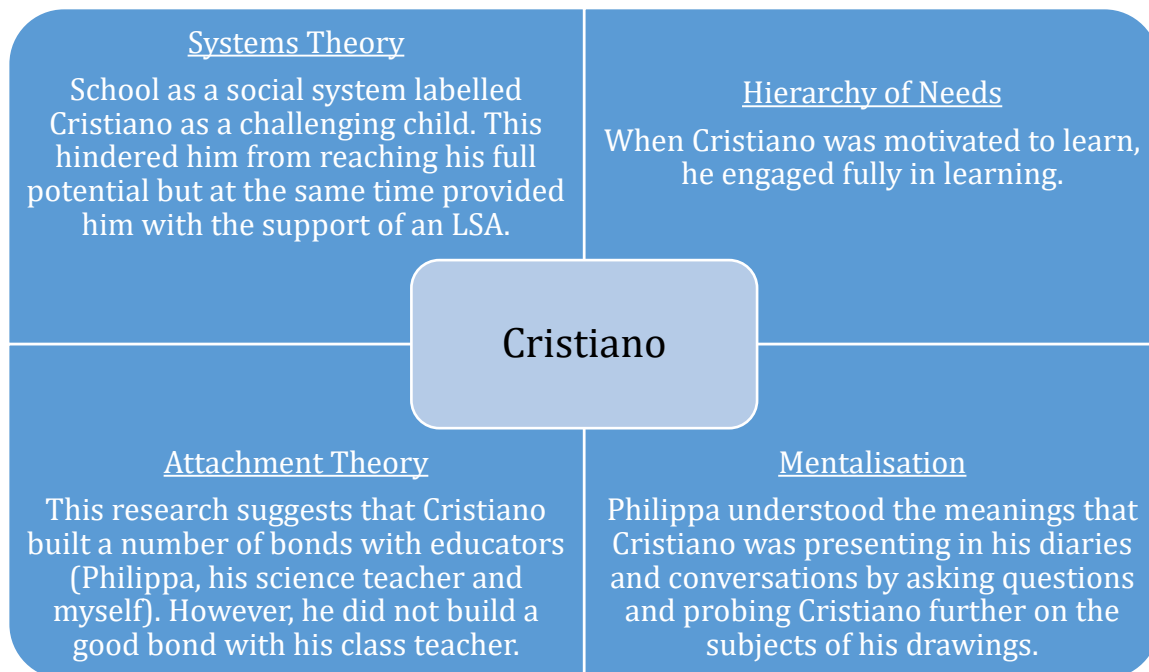 Systems Theory
School as a social system labelled
Cristiano as a challenging child. This
hindered him from reaching his full
potential but at the same time provided
him with the support of an LSA.
Hierarchy of Needs
When Cristiano was motivated to learn,
he engaged fully in learning.
Cristiano
Attachment Theory
This research suggests that Cristiano
built a number of bonds with educators
(Philippa, his science teacher and
myself). However, he did not build a
good bond with his class teacher.
Mentalisation
Philippa understood the meanings that
Cristiano was presenting in his diaries
and conversations by asking questions
and probing Cristiano further on the
subjects of his drawings.